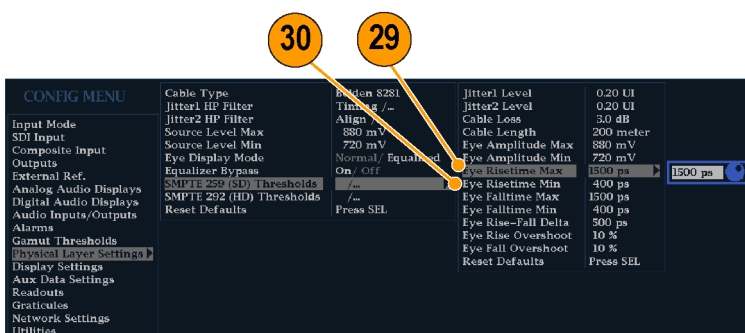 30
29
CONFIG MENU
Input Mode
SDI Input
Composite Input
Outputs
External Ref.
Analog Audio Displays
Digital Audio Displays
Audio Inputs/Outputs
Alarms
Gamut Thresholds
Physical Layer Settings
Display Settings
Aux Data Settings
Readouts
Graticules
Network Settings
Utilities
Cable Type Belden 8281
Jitter1 HP Filter Timing /...
Jitter2 HP Filter Align /...
Source Level Max 880 mV
Source Level Min 720 mV
Eye Display Mode Normal/ Equalized
Equalizer Bypass On/ Off
SMPTE 259 (SD) Thresholds /...
SMPTE 292 (HD) Thresholds /...
Reset Defaults Press SEL
Jitter1 Level 0.20 UI
Jitter2 Level 0.20 UI
Cable Loss 3.0 dB
Cable Length 200 meter
Eye Amplitude Max 880 mV
Eye Amplitude Min 720 mV
Eye Risetime Max 1500 ps
Eye Risetime Min 400 ps
Eye Falltime Max 1500 ps
Eye Falltime Min 400 ps
Eye Rise-Fall Delta 500 ps
Eye Rise Overshoot 10 %
Eye Fall Overshoot 10 %
Reset Defaults Press SEL
1500 ps